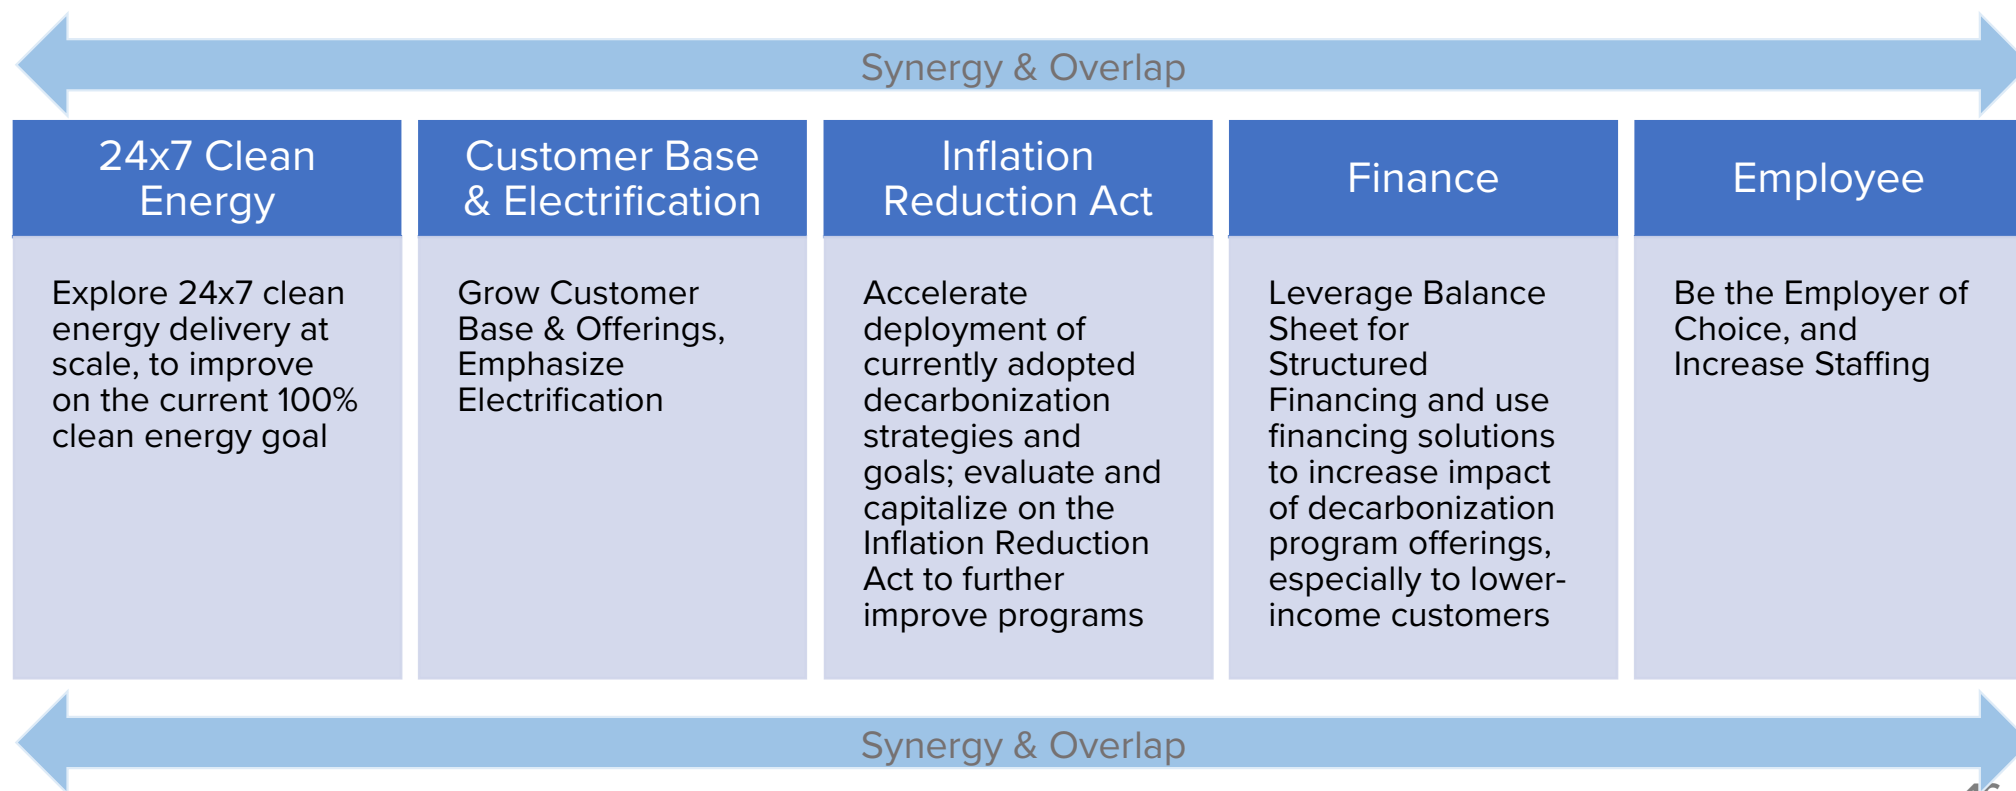 Synergy & Overlap
24x7 Clean
Energy
Customer Base
& Electrification
Inflation
Reduction Act
Finance
Employee
Explore 24x7 clean
energy delivery at
scale, to improve
on the current 100%
clean energy goal
Grow Customer
Base & Offerings,
Emphasize
Electrification
Accelerate
deployment of
currently adopted
decarbonization
strategies and
goals; evaluate and
capitalize on the
Inflation Reduction
Act to further
improve programs
Leverage Balance
Sheet for
Structured
Financing and use
financing solutions
to increase impact
of decarbonization
program offerings,
especially to lower-
income customers
Be the Employer of
Choice, and
Increase Staffing
Synergy & Overlap